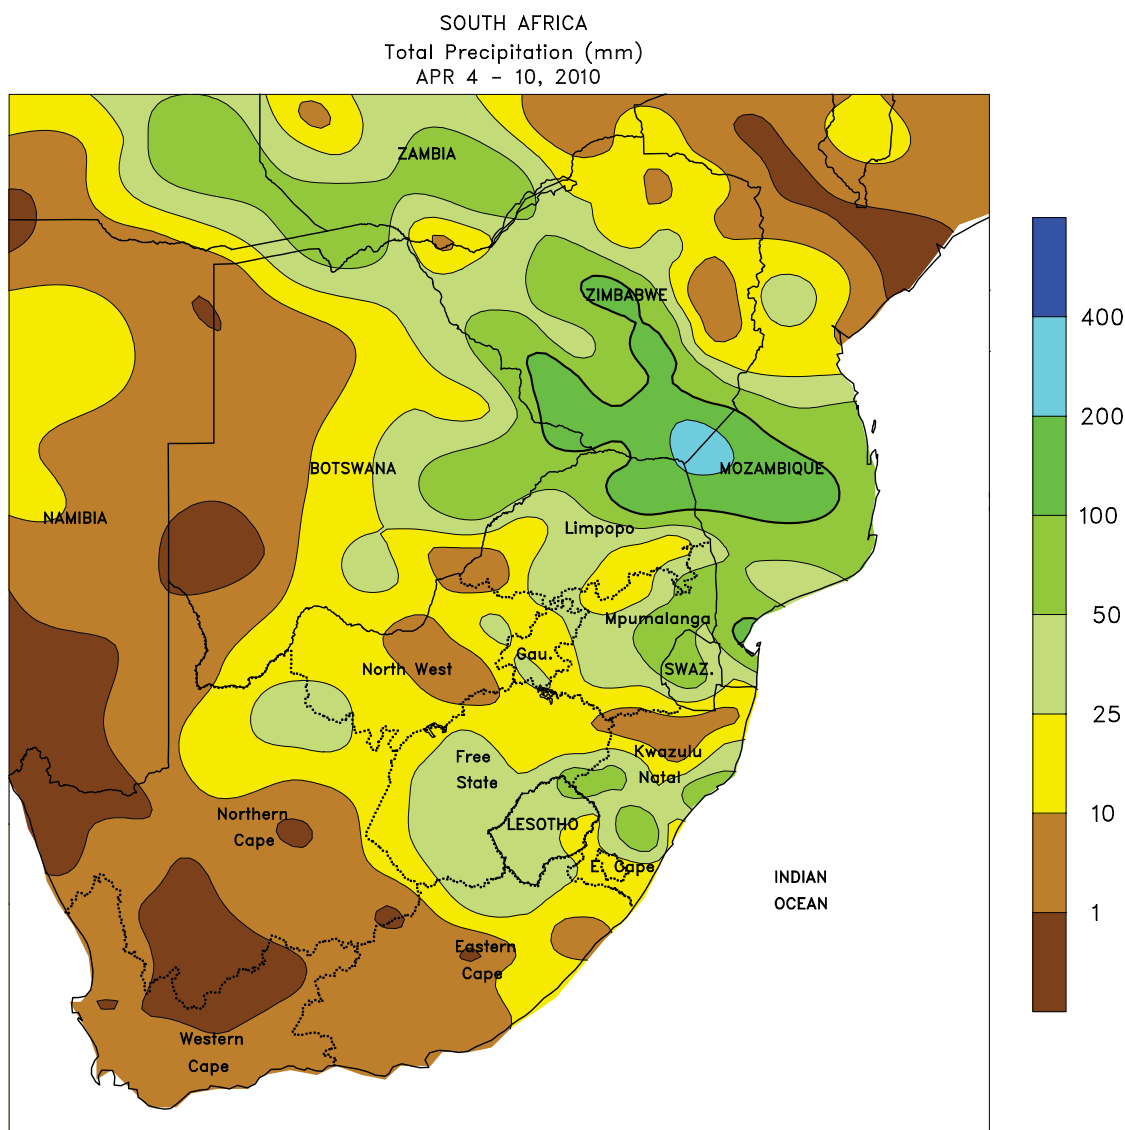 SOUTH AFRICA
Total Precipitation (mm)
APR 4 - 10, 2010
ZAMBIA
ZIMBABWE
400
200
BOTSWANA
MOZAMBIQUE
NAMIBIA
Limpopo
100
Mpumalanga
50
Gau.
North West
SWAZ.
25
Kwazulu
Natal
Free
State
Northern
Cape
LESOTHO
10
E. Cape
INDIAN
OCEAN
1
Eastern
Cape
Western
Cape